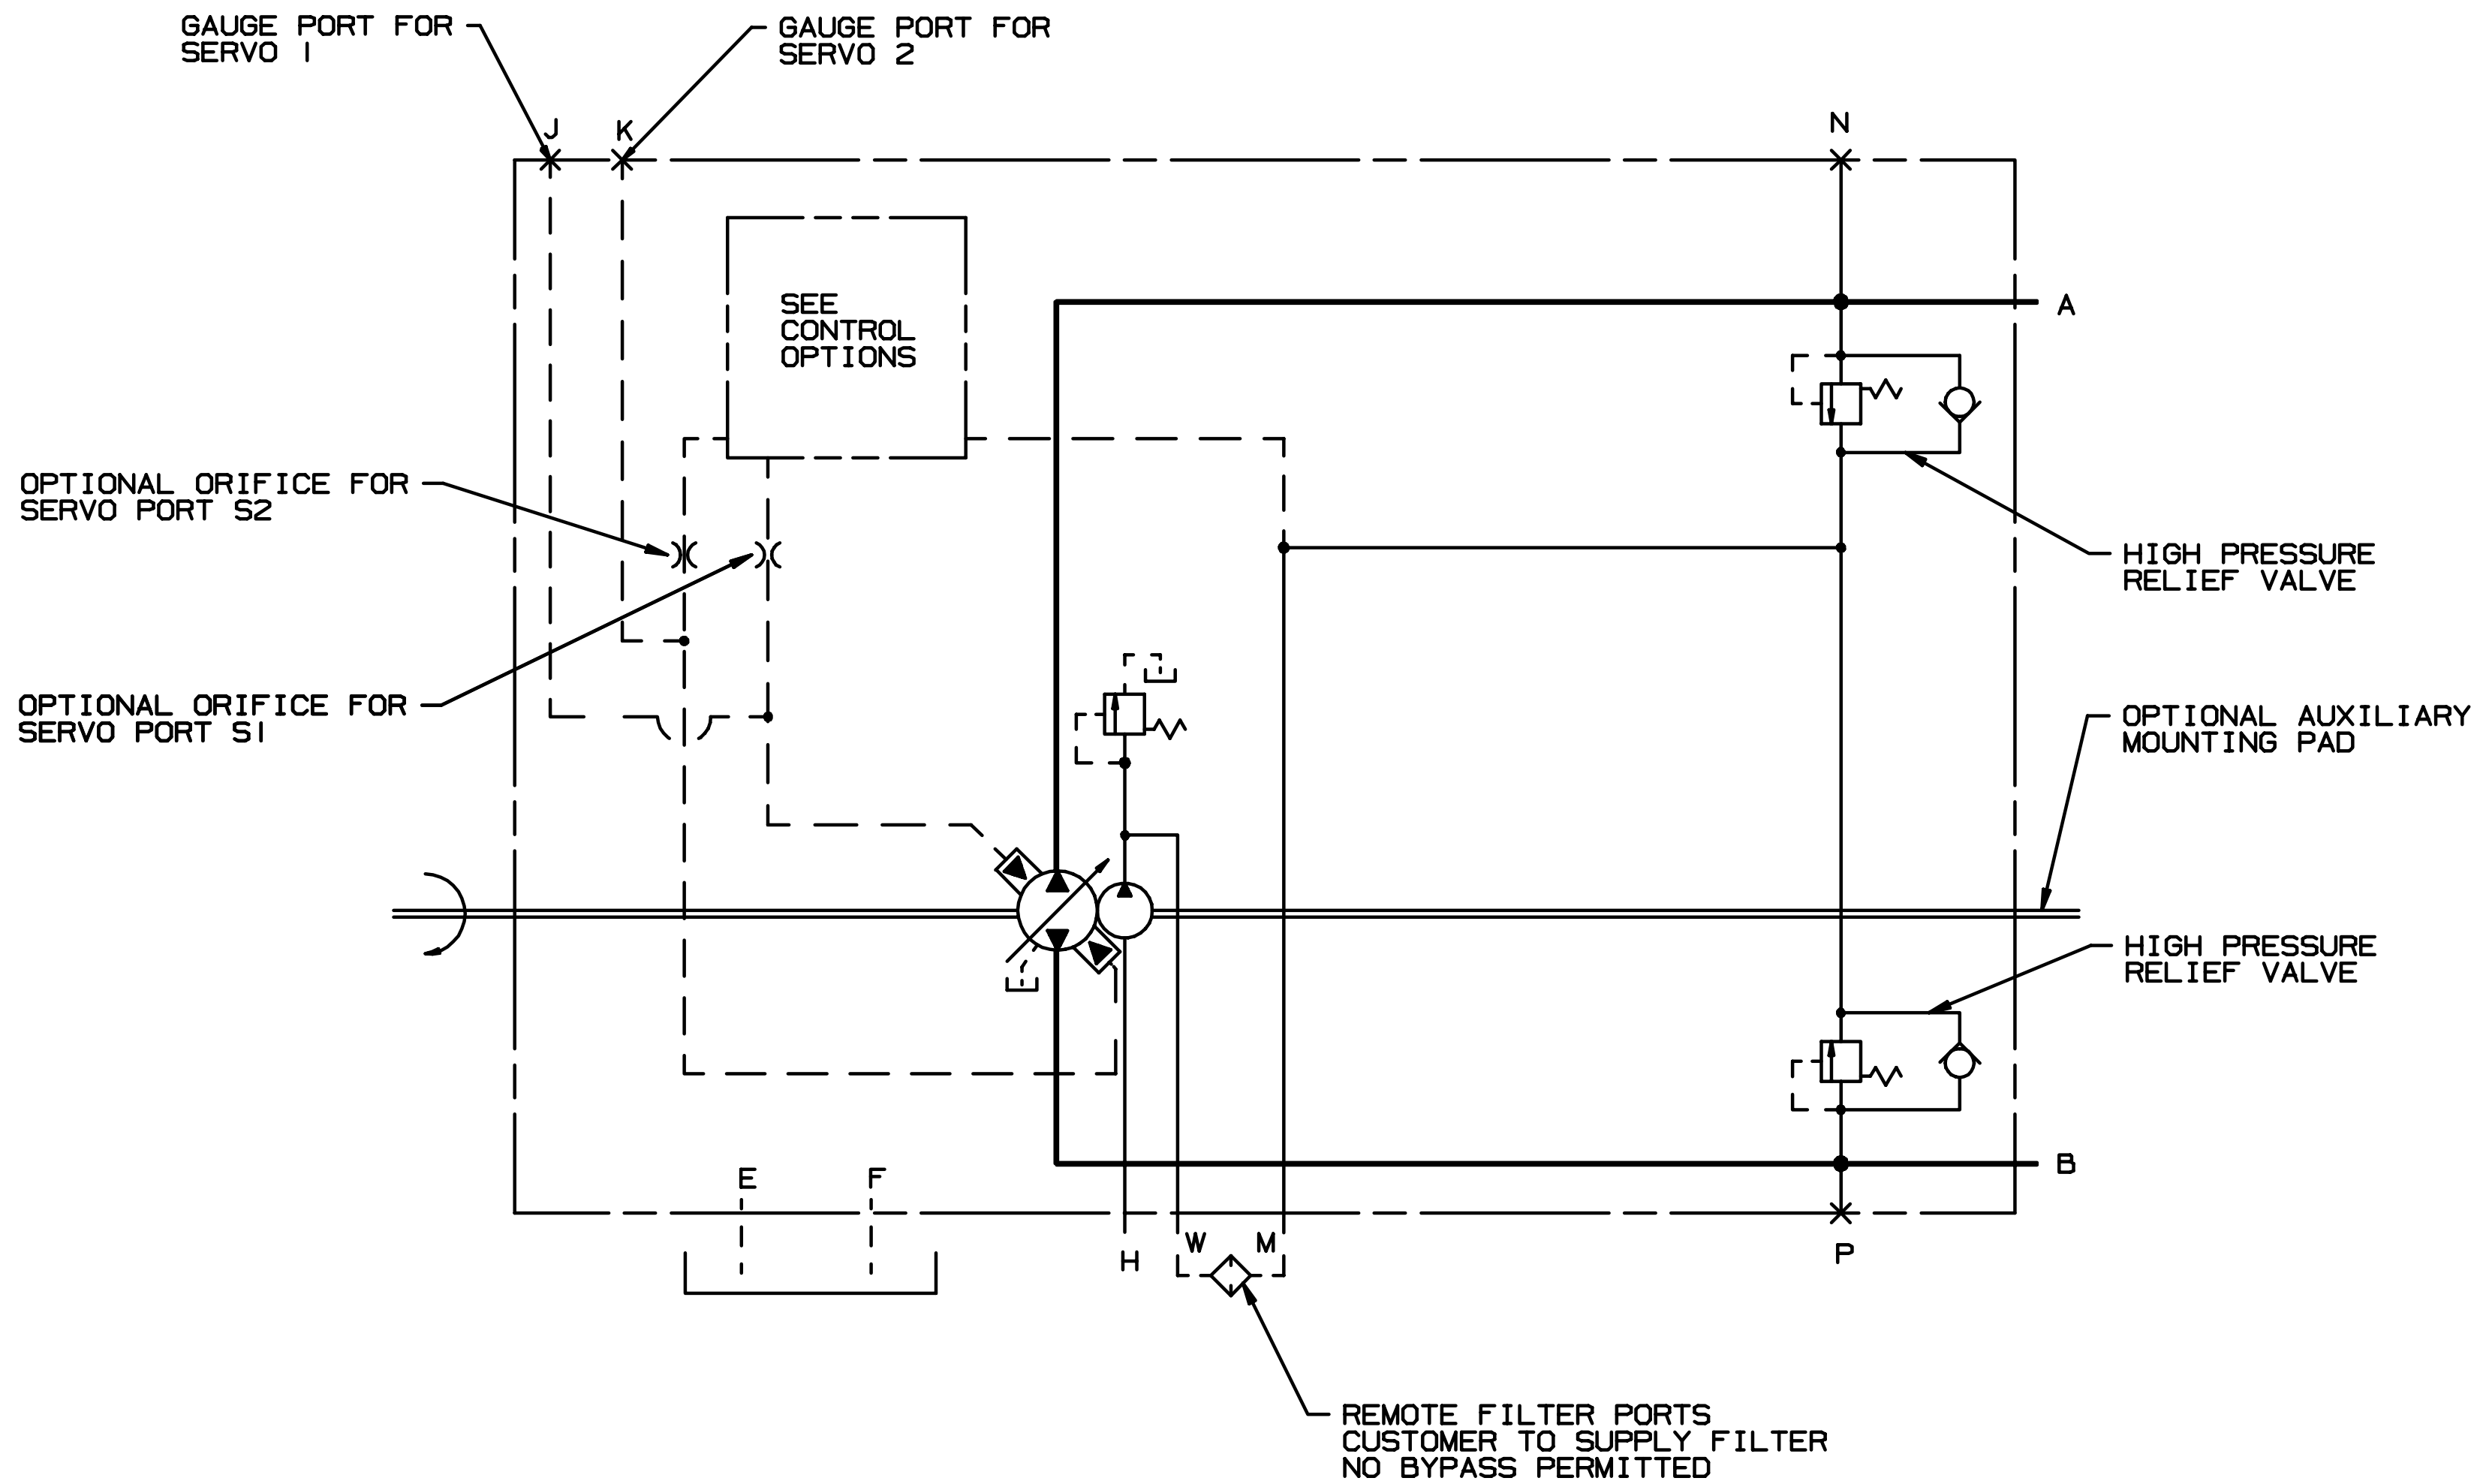 GAUGE PORT FOR
SERVO 1
GAUGE PORT FOR
SERVO 2
J
K
N
SEE
CONTROL
OPTIONS
A
OPTIONAL ORIFICE FOR
SERVO PORT S2
HIGH PRESSURE
RELIEF VALVE
OPTIONAL ORIFICE FOR
SERVO PORT S1
OPTIONAL AUXILIARY
MOUNTING PAD
HIGH PRESSURE
RELIEF VALVE
B
E
F
H
W
M
P
REMOTE FILTER PORTS
CUSTOMER TO SUPPLY FILTER
NO BYPASS PERMITTED